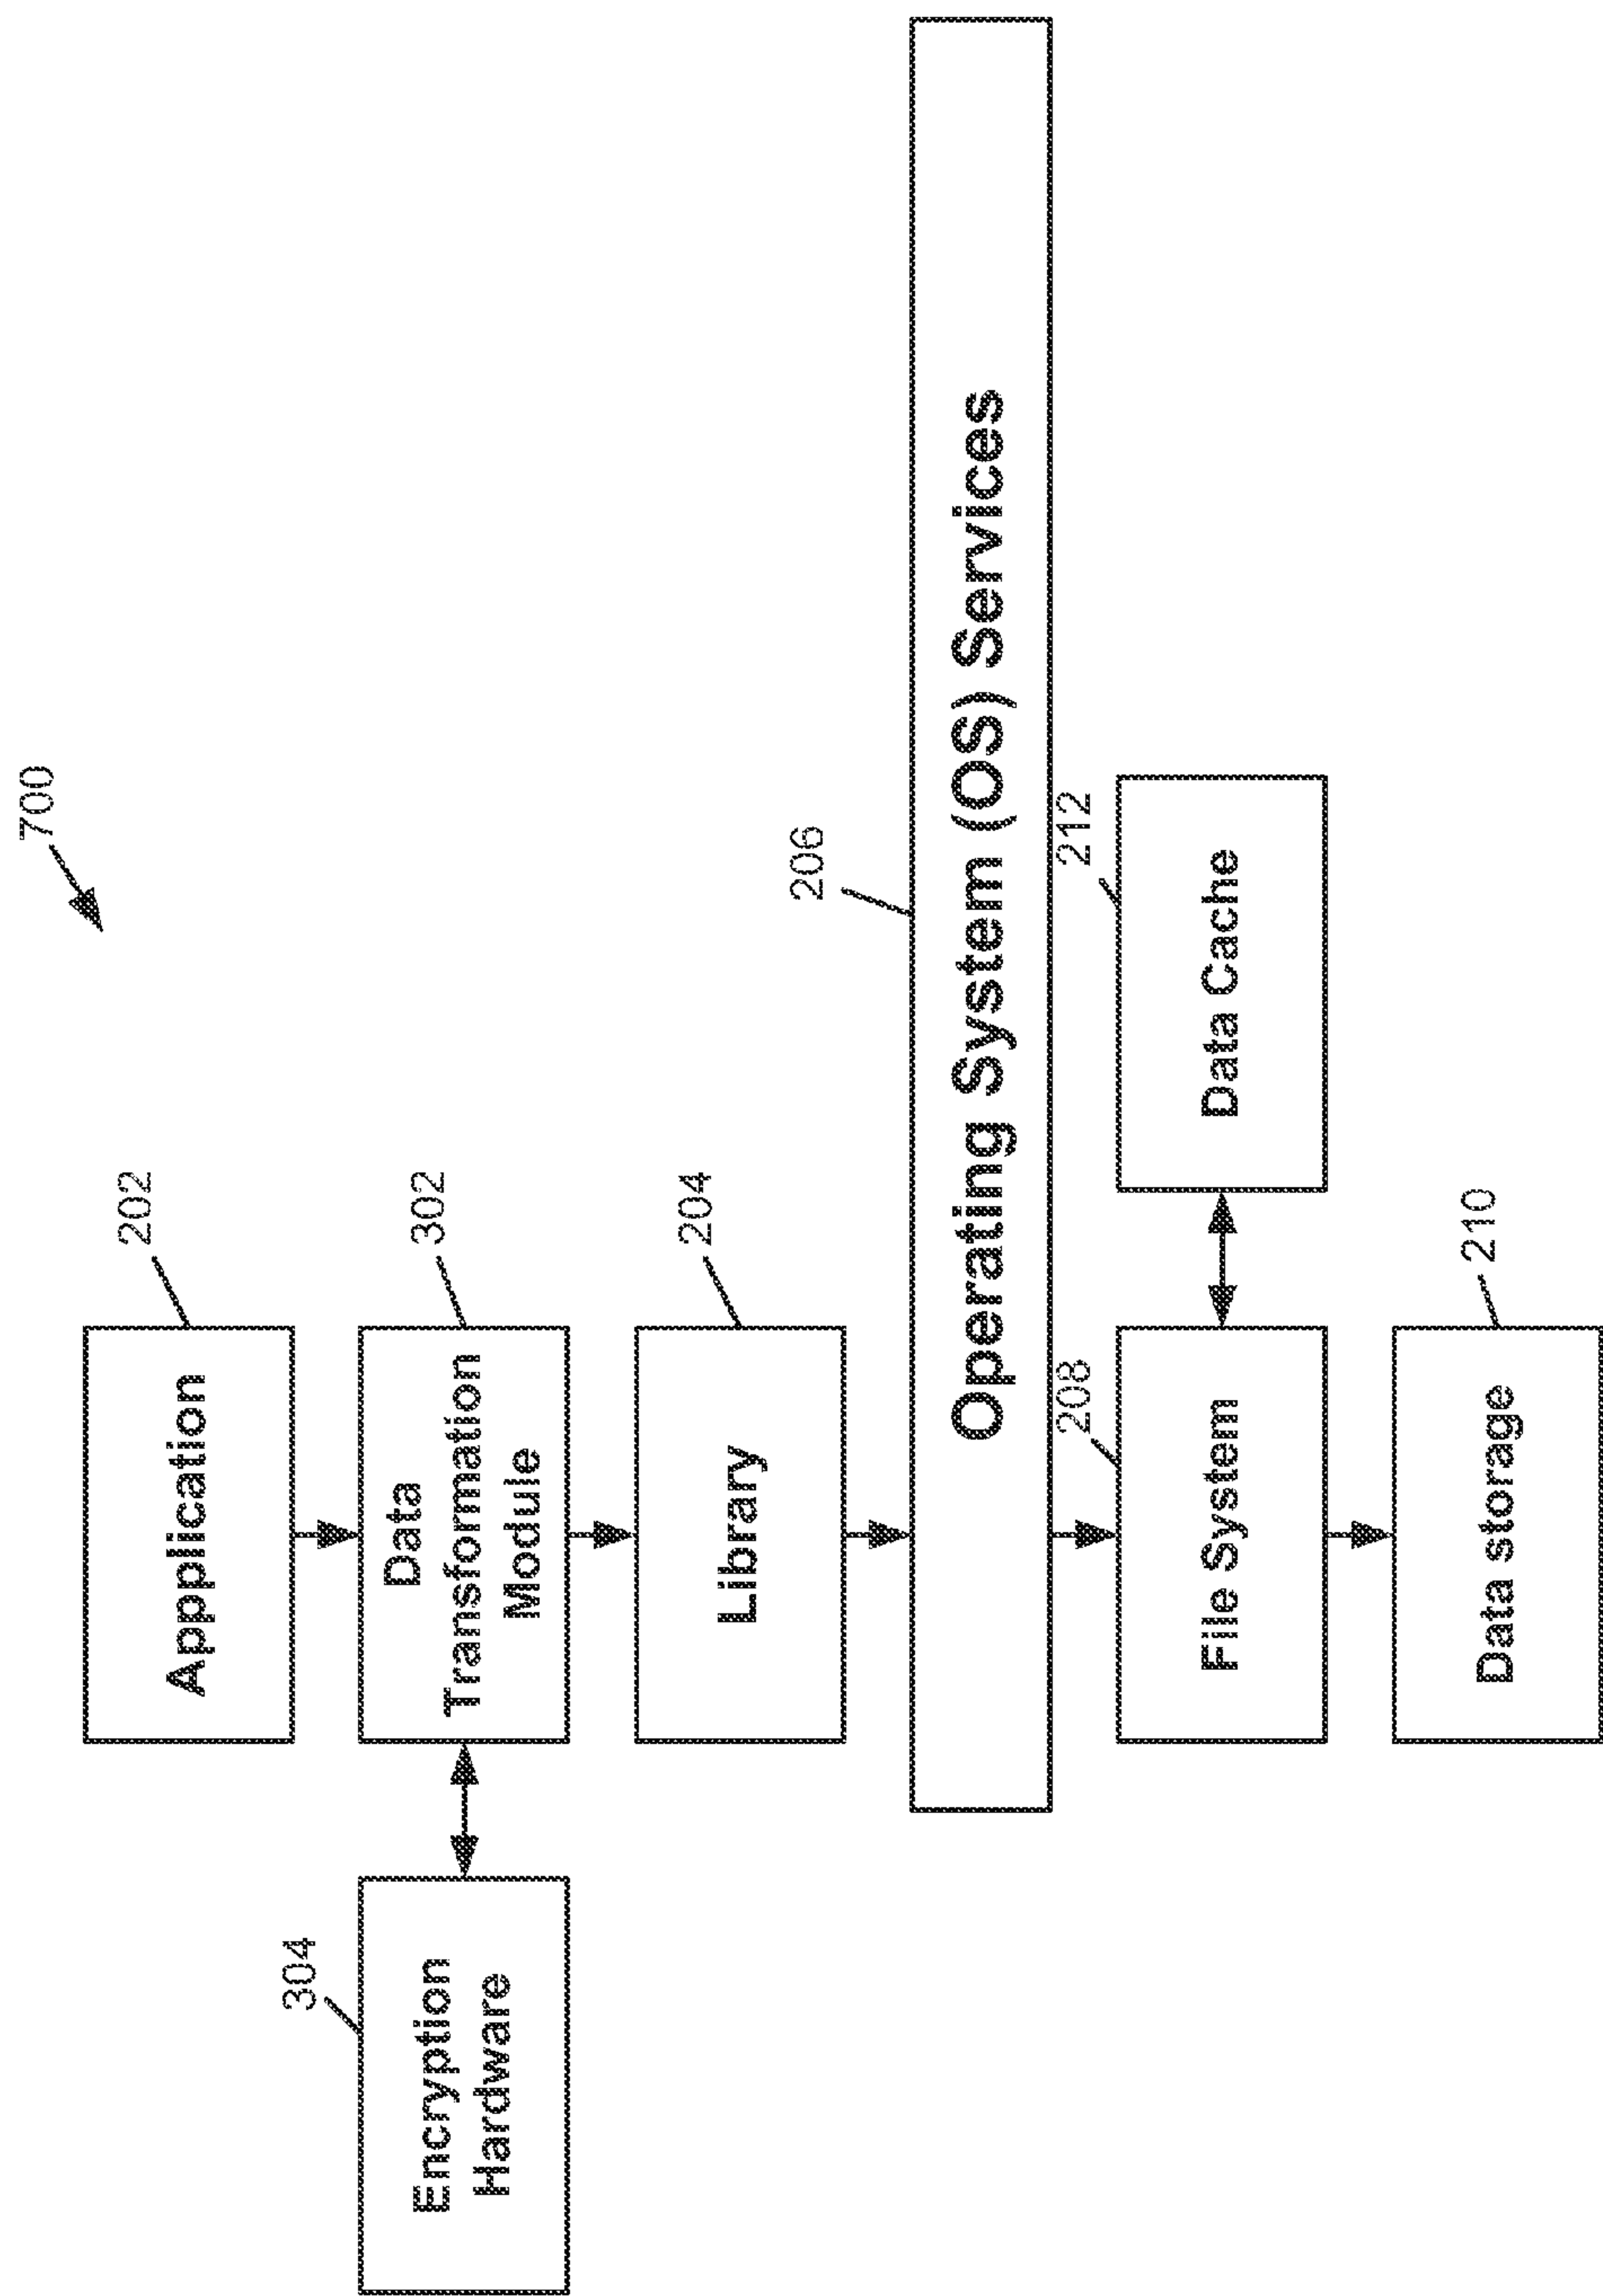 700
Application
202
Data
Transformation
Module
302
Encryption
Hardware
304
Library
204
Operating System (OS) Services
206
File System
208
Data Cache
212
Data storage
210